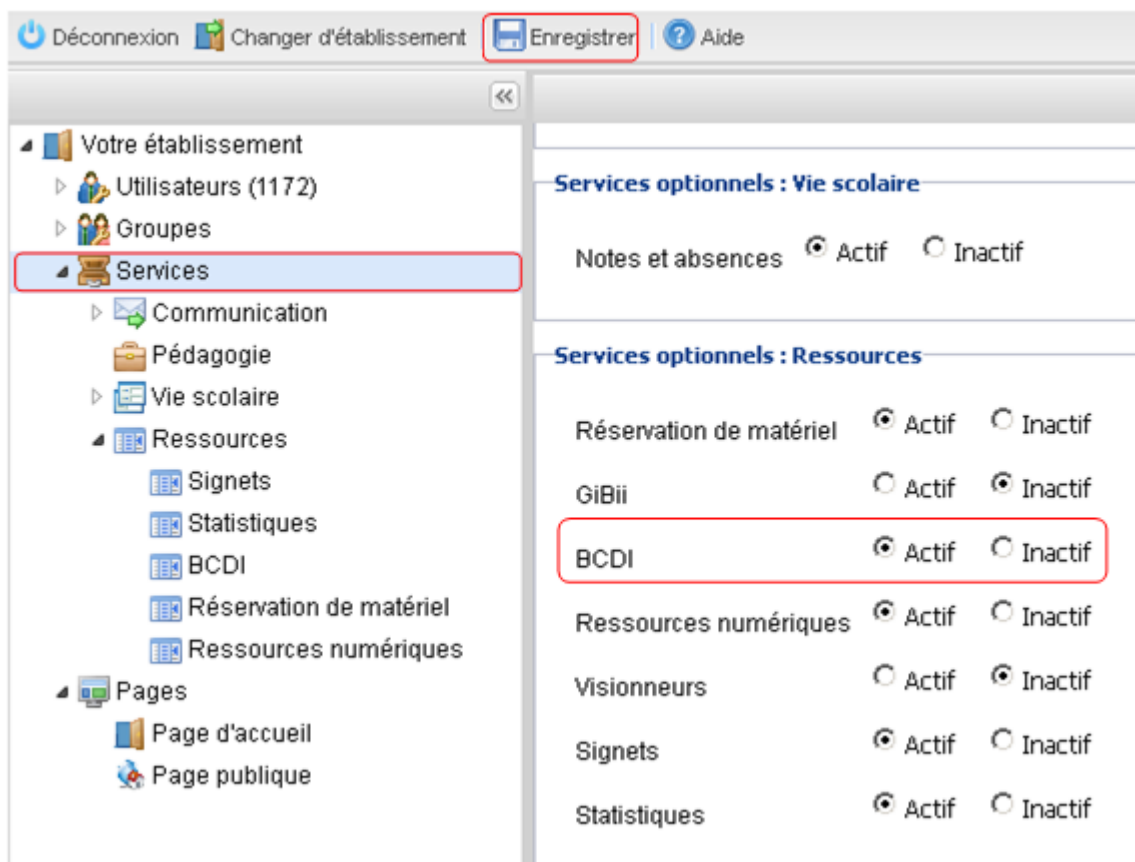 Déconnexion Changer d'établissement Enregistrer Aide
Votre établissement
Utilisateurs (1172)
Groupes
Services
Communication
Pédagogie
Vie scolaire
Ressources
Signets
Statistiques
BCDI
Réservation de matériel
Ressources numériques
Pages
Page d'accueil
Page publique
Services optionnels : Vie scolaire
Notes et absences Actif Inactif
Services optionnels : Ressources
Réservation de matériel Actif Inactif
GiBii Actif Inactif
BCDI Actif Inactif
Ressources numériques Actif Inactif
Visionneurs Actif Inactif
Signets Actif Inactif
Statistiques Actif Inactif